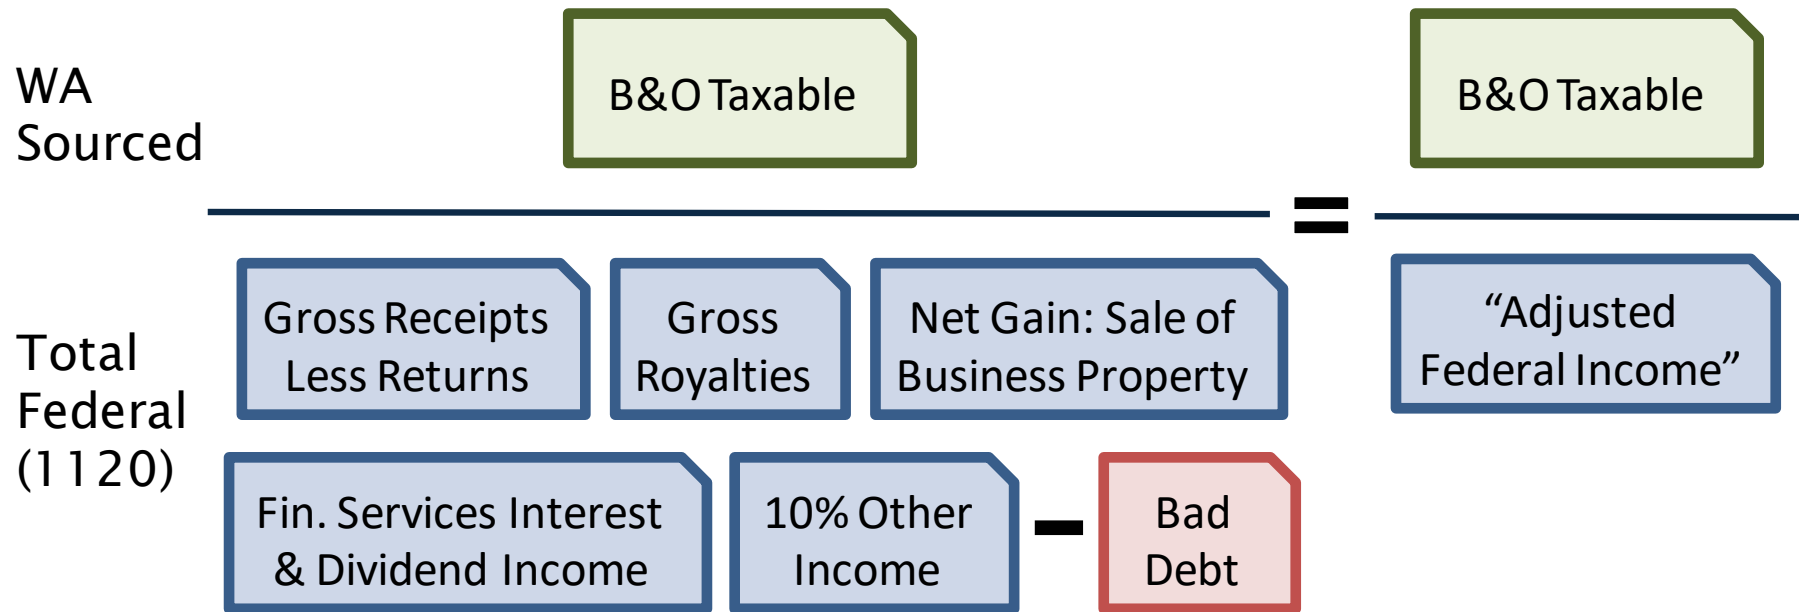 WA
Sourced
B&O Taxable
B&O Taxable
=
Total
Federal
(1120)
Gross Receipts
Less Returns
Gross
Royalties
Net Gain: Sale of
Business Property
“Adjusted
Federal Income”
Fin. Services Interest
& Dividend Income
10% Other
Income
–
Bad
Debt